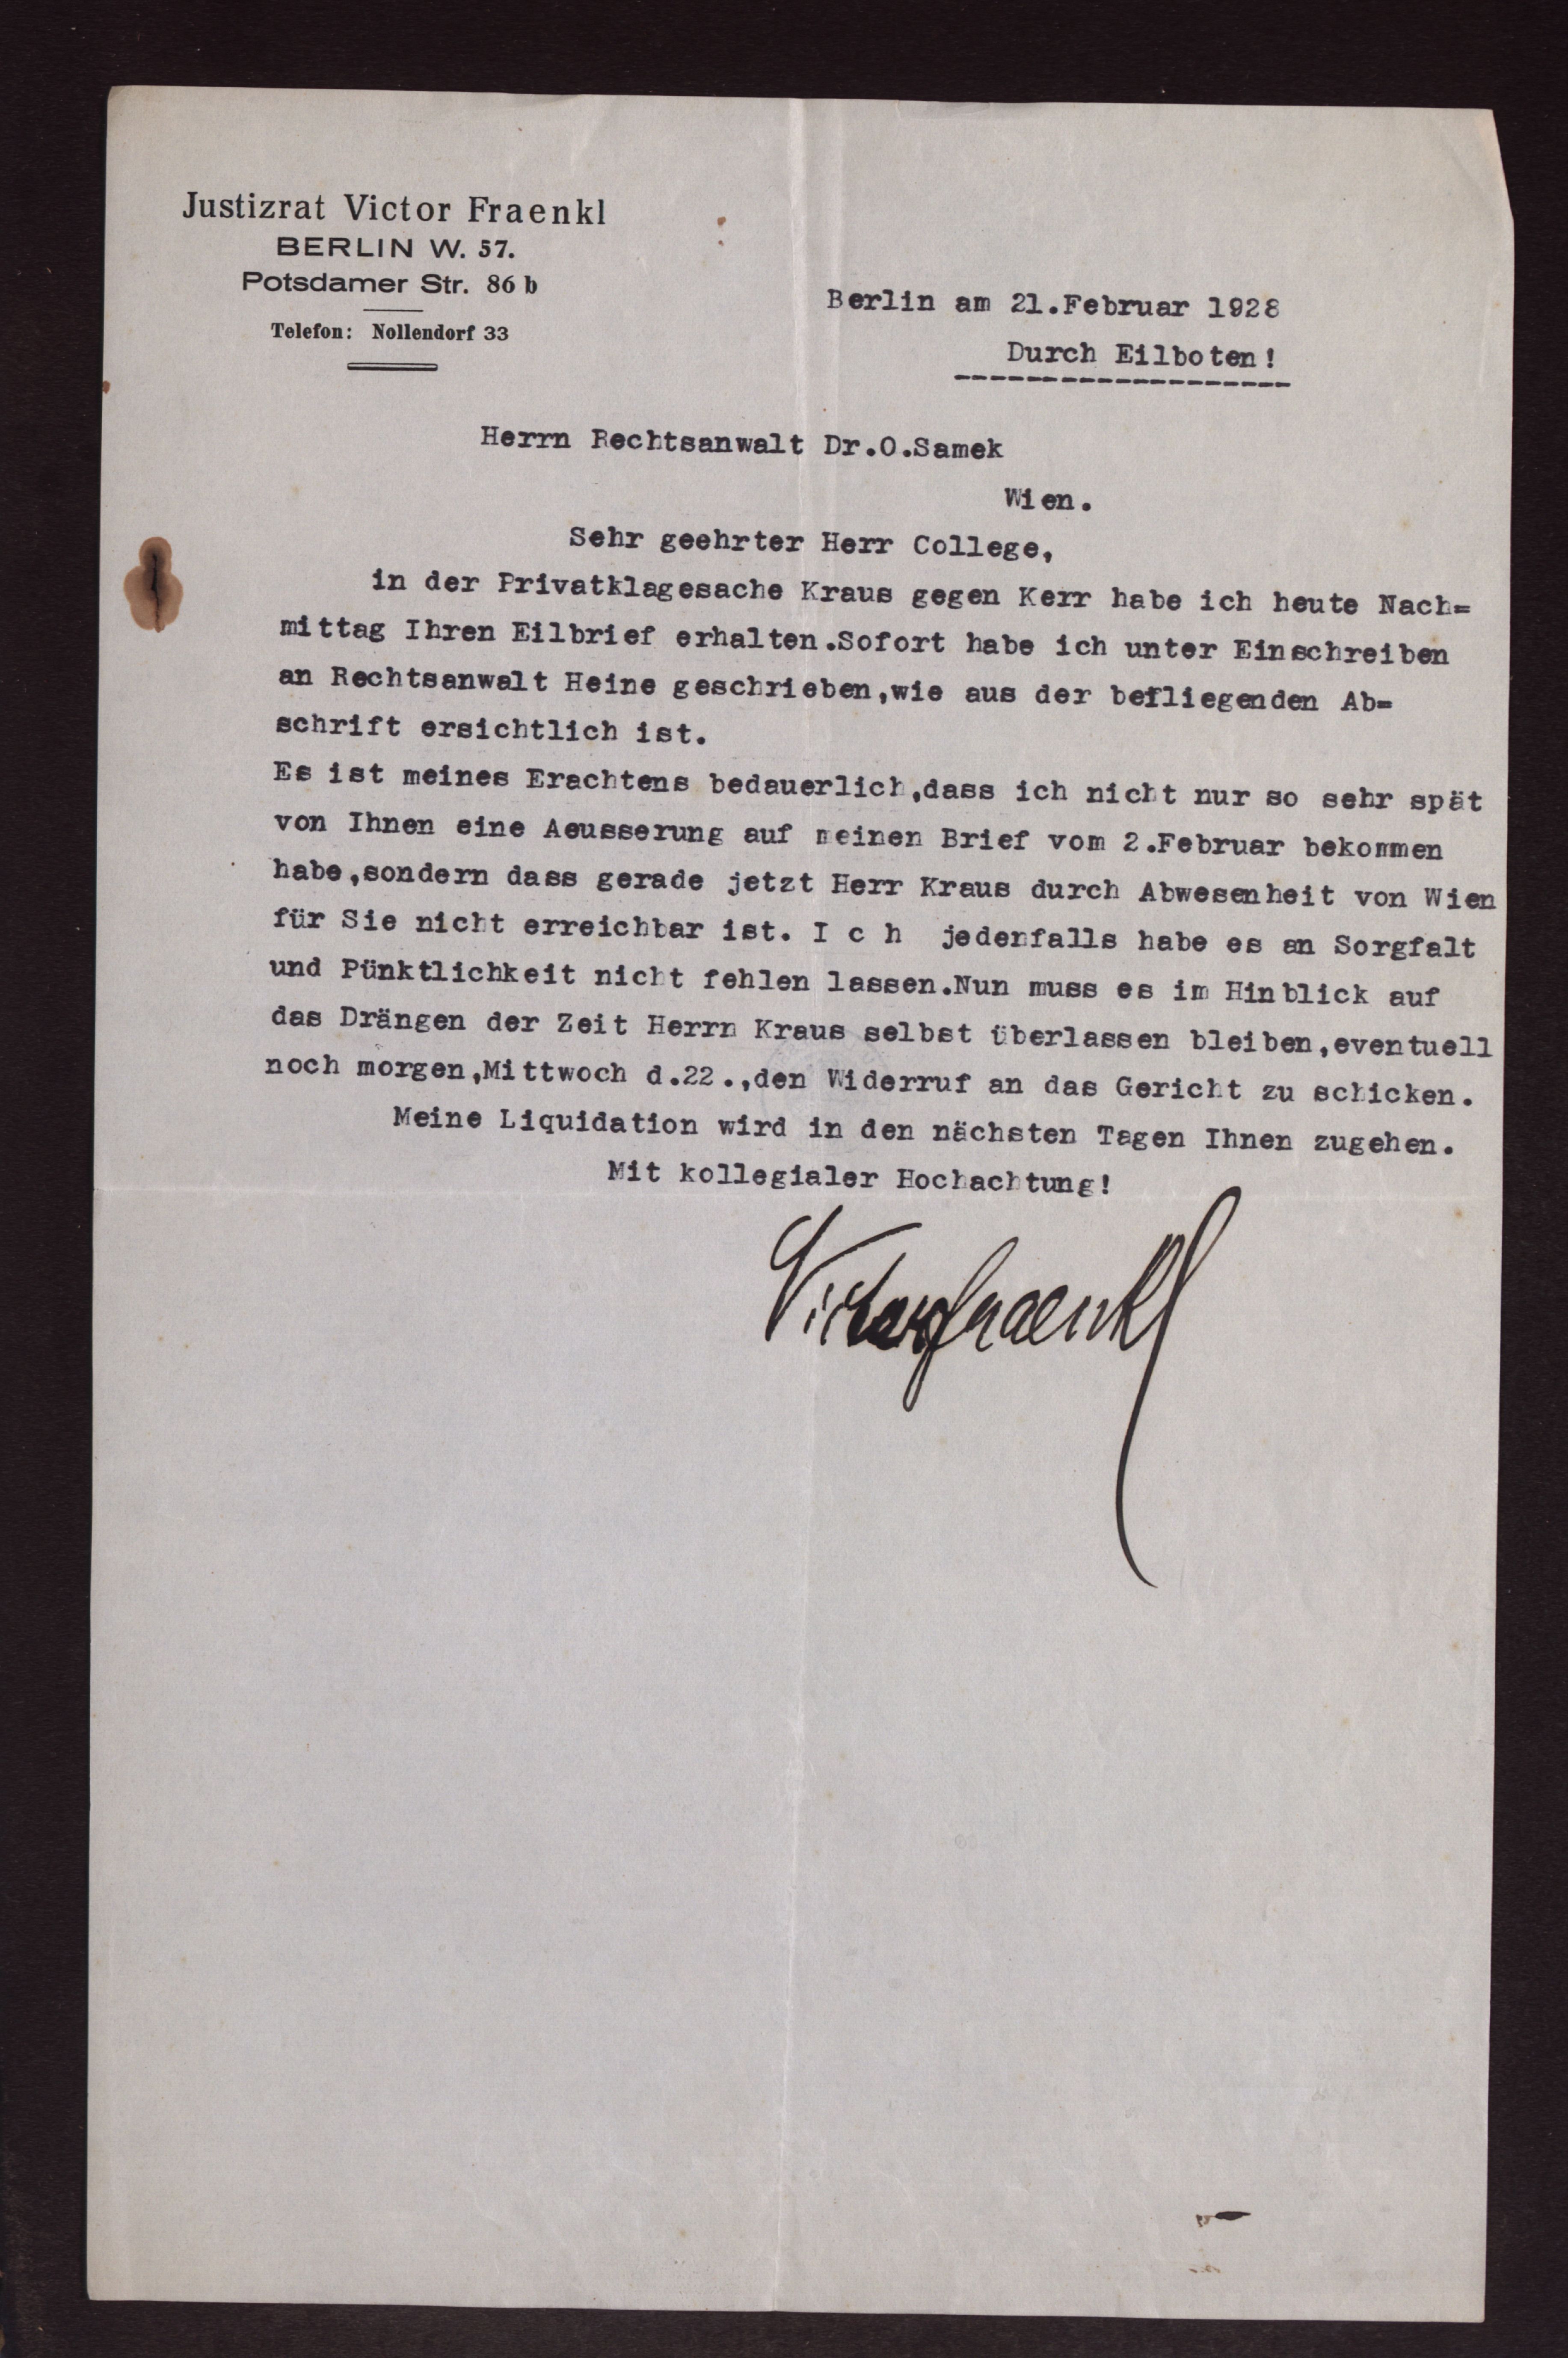 Justizrat Victor Fraenkl
BERLIN W. 57.
Potsdamer Str. 86 b
Telefon: Nollendorf 33
Berlin am 21.Februar 1928
Durch Eilboten!
Herrn Rechtsanwalt Dr.O.Samek
Wien.
Sehr geehrter Herr College,
in der Privatklagesache Kraus gegen Kerr habe ich heute Nach=
mittag Ihren Eilbrief erhalten.Sofort habe ich unter Einschreiben
an Rechtsanwalt Heine geschrieben,wie aus der beiliegenden Ab=
schrift ersichtlich ist.
Es ist meines Erachtens bedauerlich,dass ich nicht nur so sehr spät
von Ihnen eine Aeusserung auf meinen Brief vom 2.Februar bekommen
habe,sondern dass gerade jetzt Herr Kraus durch Abwesenheit von Wien
für Sie nicht erreichbar ist. I c h jedenfalls habe es an Sorgfalt
und Pünktlichkeit nicht fehlen lassen.Nun muss es im Hinblick auf
das Drängen der Zeit Herrn Kraus selbst überlassen bleiben,eventuell
noch morgen,Mittwoch d.22.,den Widerruf an das Gericht zu schicken.
Meine Liquidation wird in den nächsten Tagen Ihnen zugehen.
Mit kollegialer Hochachtung!
Victor Fraenkl